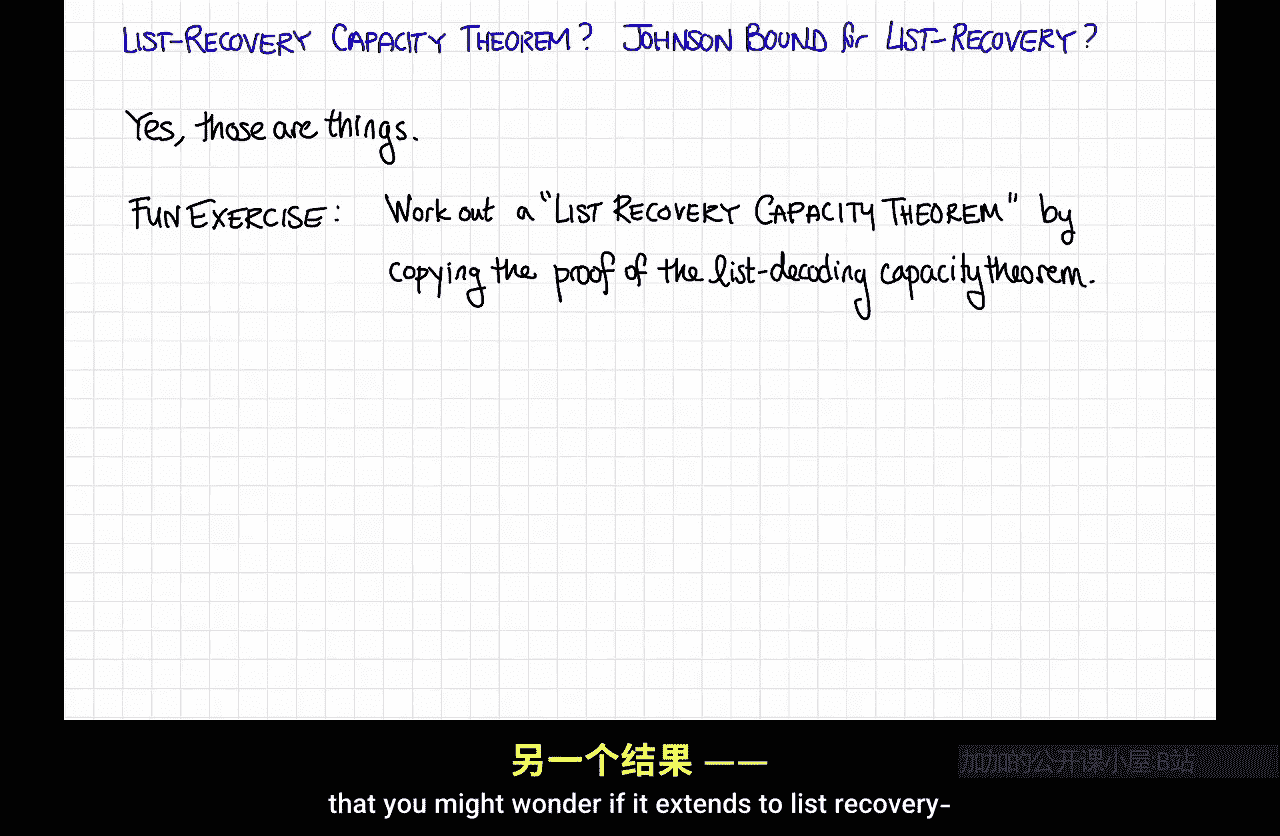 LIST-RECOVERY CAPACITY THEOREM? JOHNSON BOUND for LIST-RECOVERY?
Yes, those are things.
FUN EXERCISE: Work out a "LIST RECOVERY CAPACITY THEOREM" by
copying the proof of the list-decoding capacity theorem.
另一个结果 ——
加加的公开课小屋 B站
that you might wonder if it extends to list recovery-